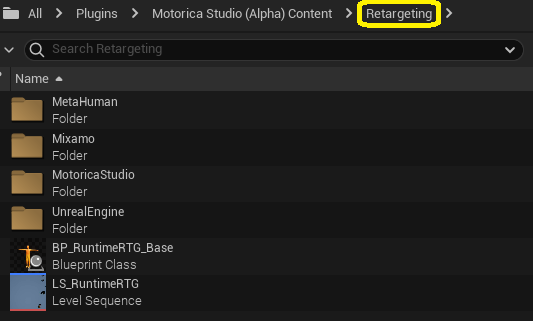 All > Plugins > Motorica Studio (Alpha) Content > Retargeting >
Search Retargeting
Name
MetaHuman
Folder
Mixamo
Folder
MotoricaStudio
Folder
UnrealEngine
Folder
BP_RuntimeRTG_Base
Blueprint Class
LS_RuntimeRTG
Level Sequence